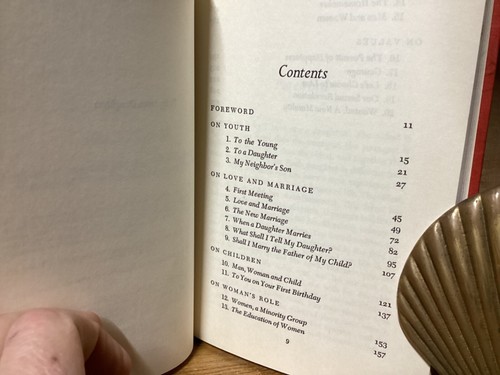 Contents
FOREWORD 11
ON YOUTH
1. To the Young 15
2. To a Daughter 21
3. My Neighbor's Son 27
ON LOVE AND MARRIAGE
4. First Meeting 45
5. Love and Marriage 49
6. The New Marriage 72
7. When a Daughter Marries 82
8. What Shall I Tell My Daughter? 95
9. Shall I Marry the Father of My Child? 107
ON CHILDREN
10. Man, Woman and Child 121
11. To You on Your First Birthday 137
ON WOMAN'S ROLE
12. Women, a Minority Group 153
13. The Education of Women 157
9